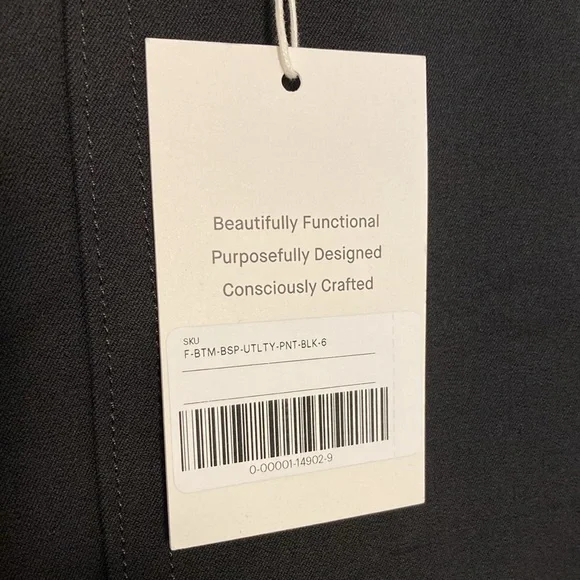 Beautifully Functional
Purposefully Designed
Consciously Crafted
SKU
F-BTM-BSP-UTLTY-PNT-BLK-6
0-00001-14902-9